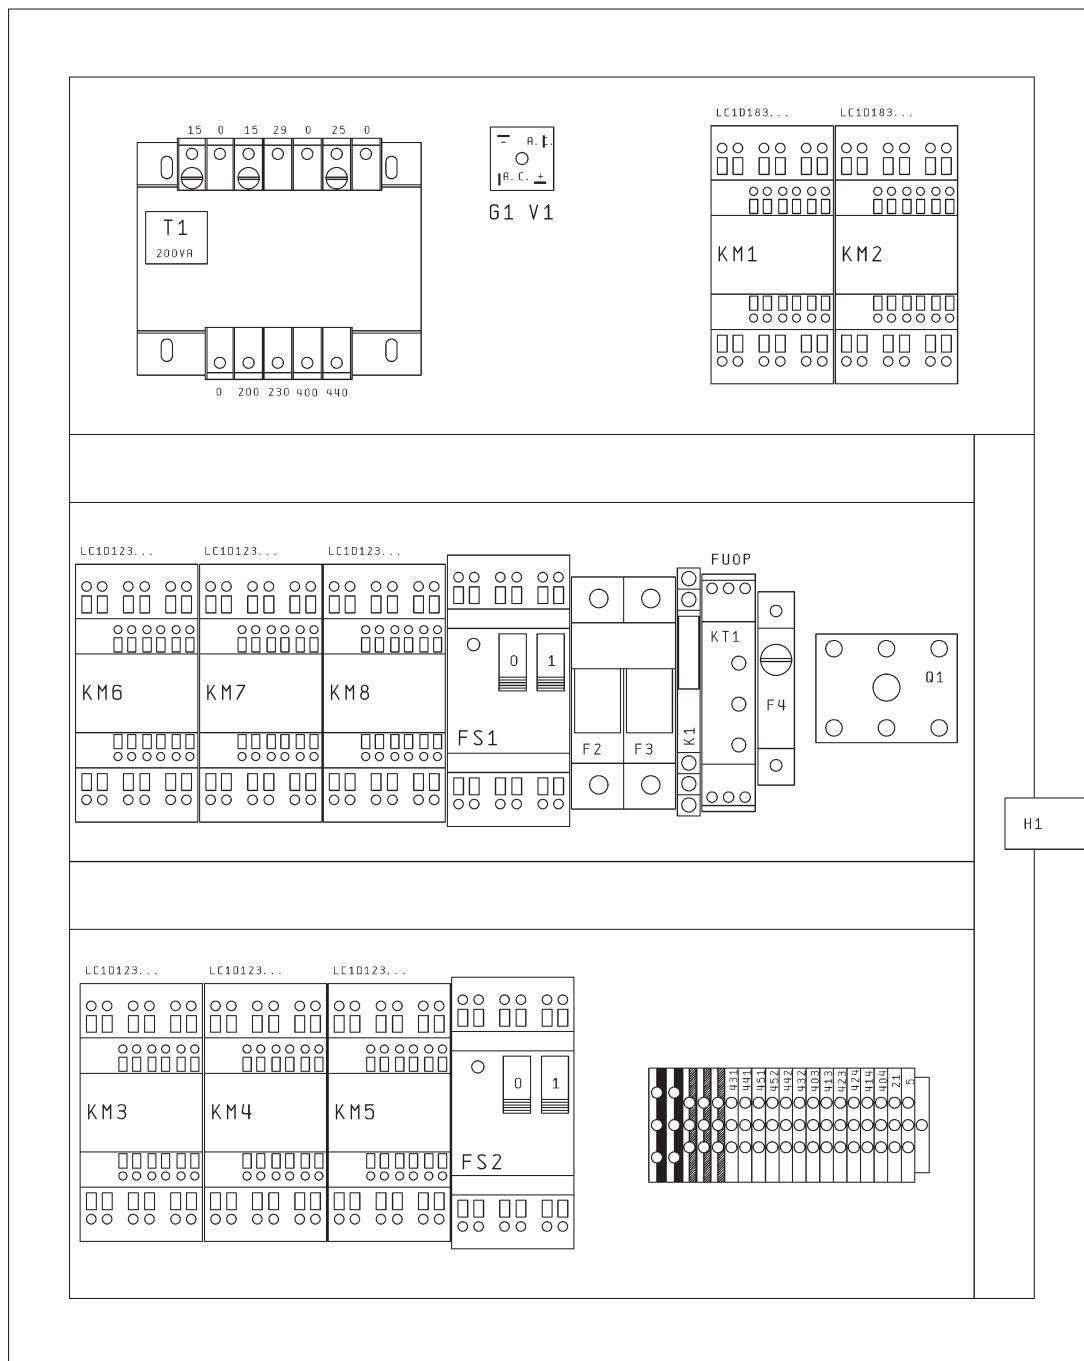 LC1D183... LC1D183...
15 0 15 29 0 25 0
- A.C.
A.C. +
G1 V1
T1
200VA
KM1 KM2
0 200 230 400 440
LC1D123... LC1D123... LC1D123...
FUOP
KT1
0 1
Q1
KM6 KM7 KM8
F4
FS1
F2 F3 K1
H1
LC1D123... LC1D123... LC1D123...
431 441 451 452 442 432 403 413 423 424 414 404 21 5
0 1
KM3 KM4 KM5
FS2